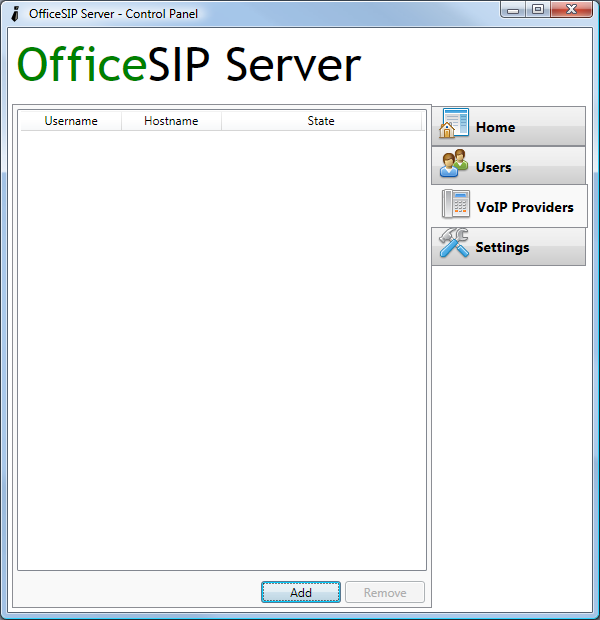 OfficeSIP Server - Control Panel
OfficeSIP Server
Username Hostname State
Home
Users
VoIP Providers
Settings
Add Remove